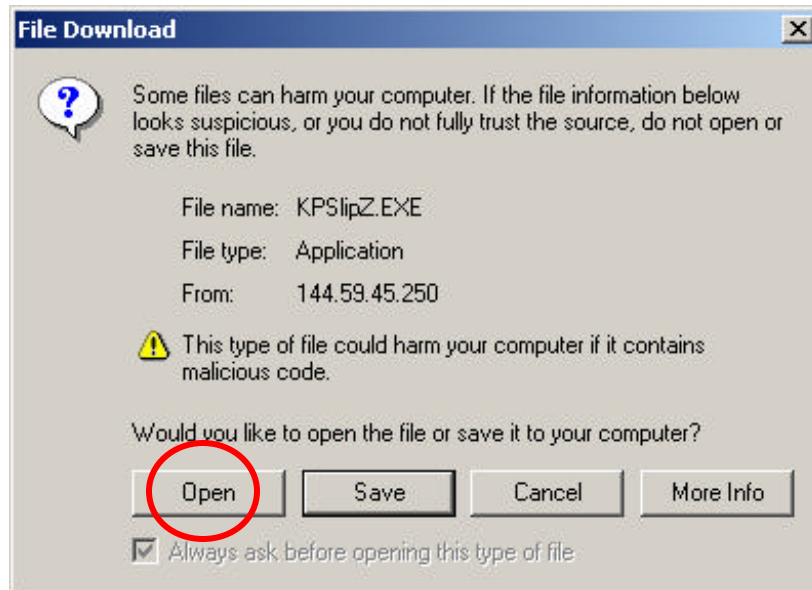 File Download
Some files can harm your computer. If the file information below
looks suspicious, or you do not fully trust the source, do not open or
save this file.
File name: KPSlipZ.EXE
File type: Application
From: 144.59.45.250
This type of file could harm your computer if it contains
malicious code.
Would you like to open the file or save it to your computer?
Open Save Cancel More Info
Always ask before opening this type of file